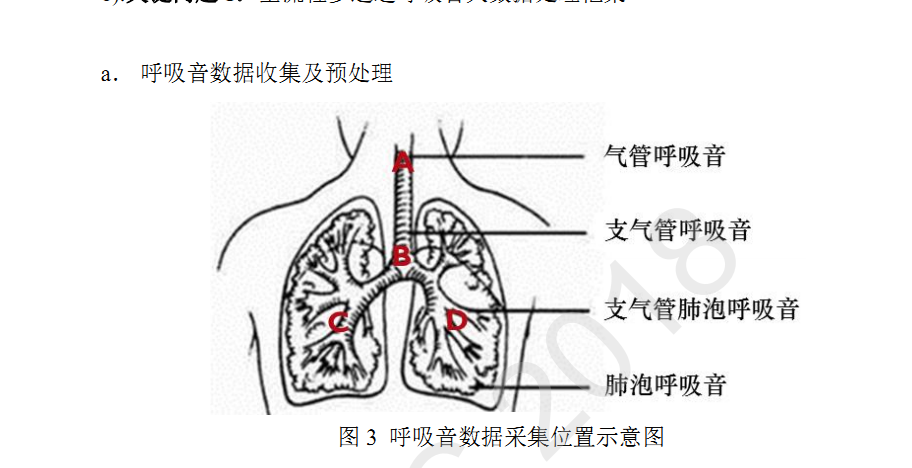 a. 呼吸音数据收集及预处理
A
气管呼吸音
支气管呼吸音
B
支气管肺泡呼吸音
C
D
肺泡呼吸音
2018
图 3 呼吸音数据采集位置示意图